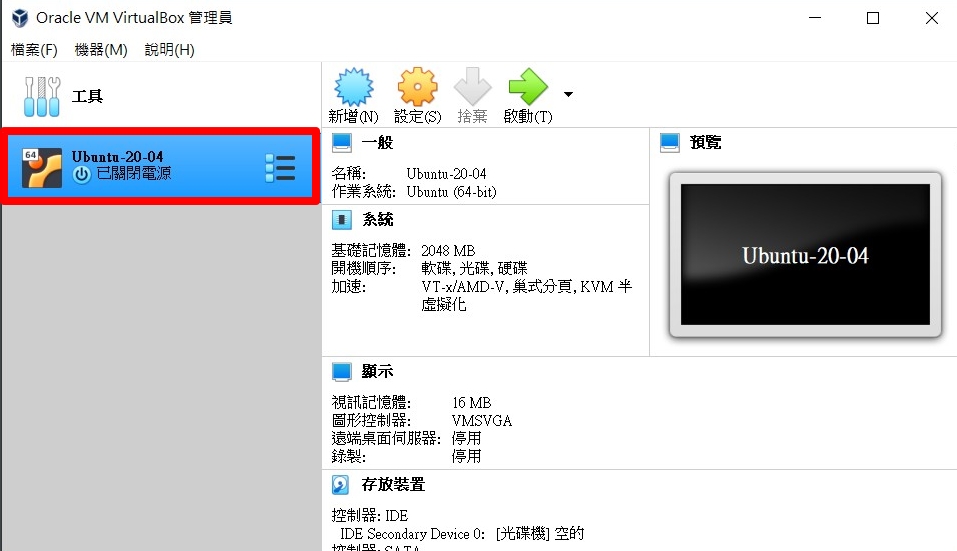 Oracle VM VirtualBox 管理員
檔案(F) 機器(M) 說明(H)
工具
新增(N) 設定(S) 捨棄 啟動(T)
64
Ubuntu-20-04
已關閉電源
一般
名稱: Ubuntu-20-04
作業系統: Ubuntu (64-bit)
系統
基礎記憶體: 2048 MB
開機順序: 軟碟, 光碟, 硬碟
加速: VT-x/AMD-V, 巢式分頁, KVM 半
虛擬化
預覽
Ubuntu-20-04
顯示
視訊記憶體: 16 MB
圖形控制器: VMSVGA
遠端桌面伺服器: 停用
錄製: 停用
存放裝置
控制器: IDE
IDE Secondary Device 0: [光碟機] 空的
控制器: SATA